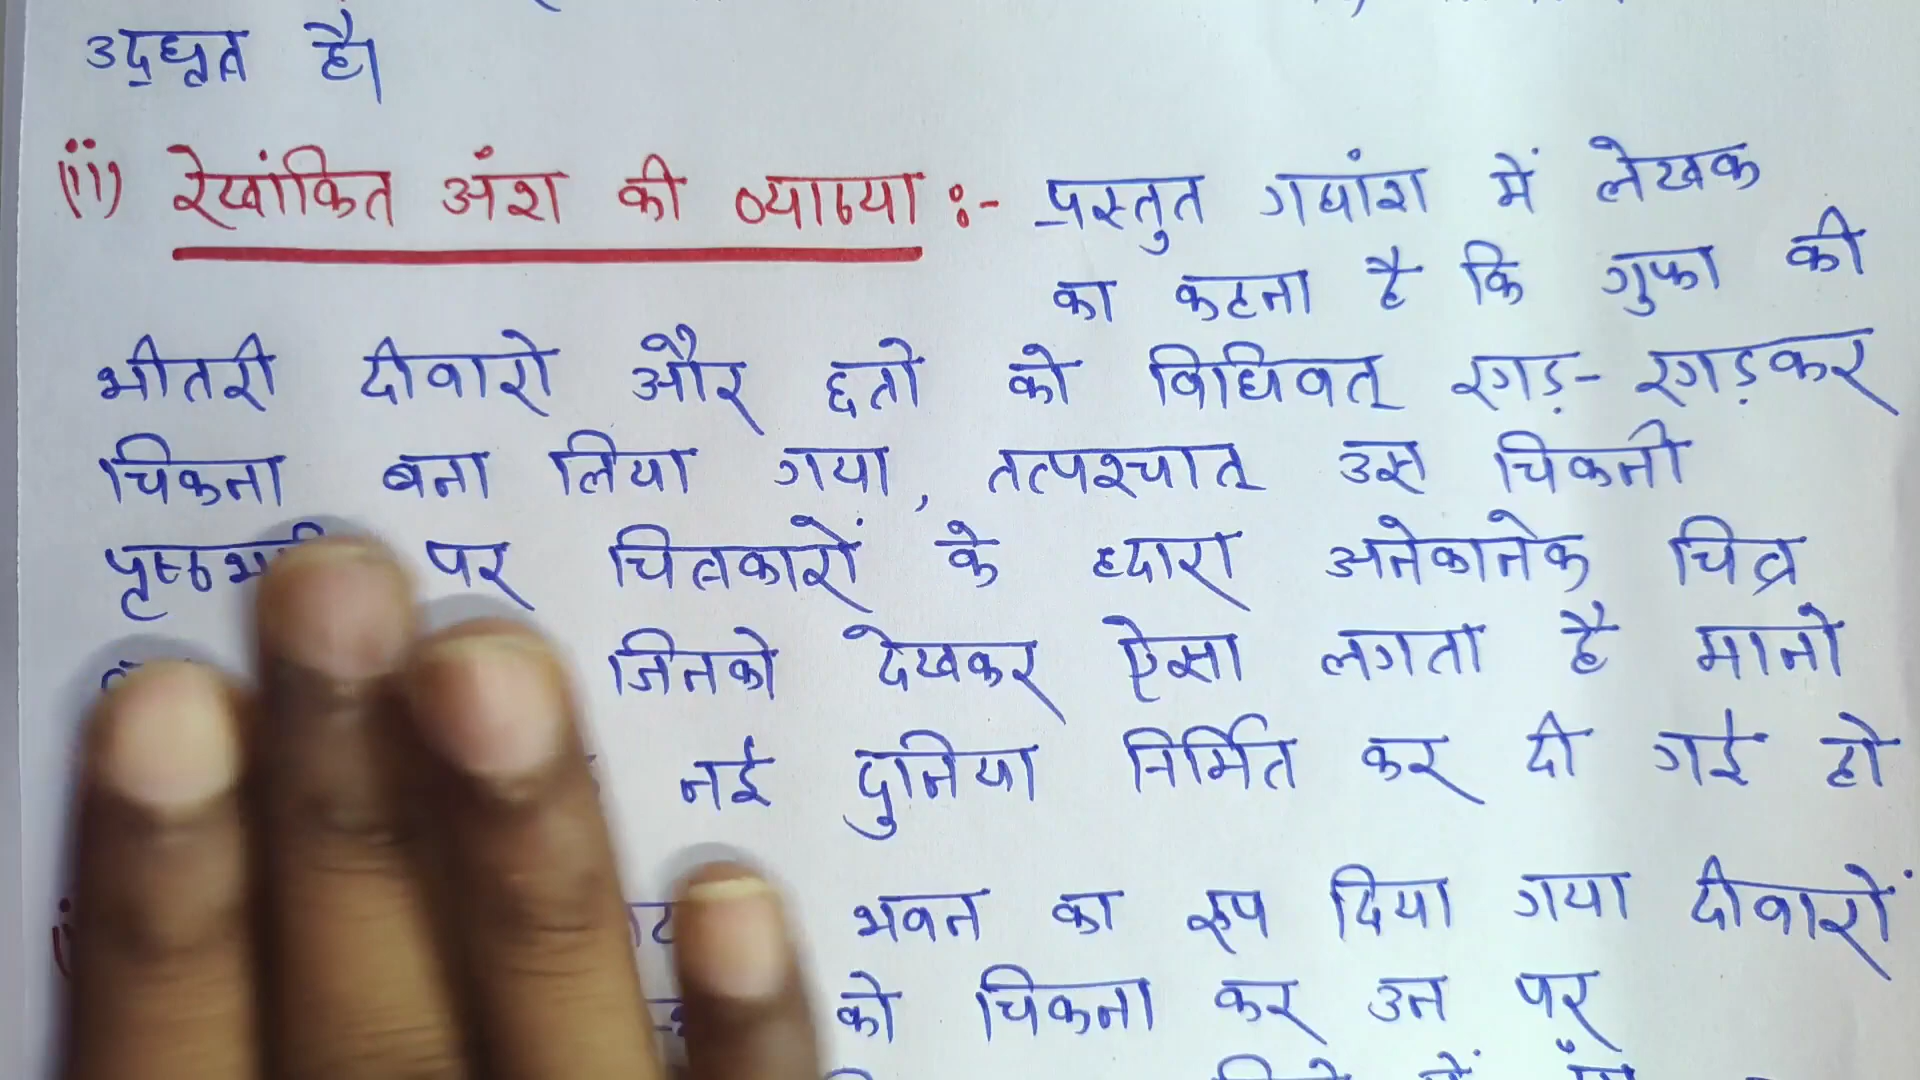 उद्धृत है।
(ii) रेखांकित अंश की व्याख्या :- प्रस्तुत गद्यांश में लेखक
का कहना है कि गुफा की
भीतरी दीवारो और छतो को विधिवत् रगड़-रगड़कर
चिकना बना लिया गया, तत्पश्चात् उस चिकनी
पर चित्रकारों के द्वारा अनेकानेक चित्र
जिनको देखकर ऐसा लगता है मानो
नई दुनिया निर्मित कर दी गई हो
भवन का रूप दिया गया दीवारों
को चिकना कर उन पर